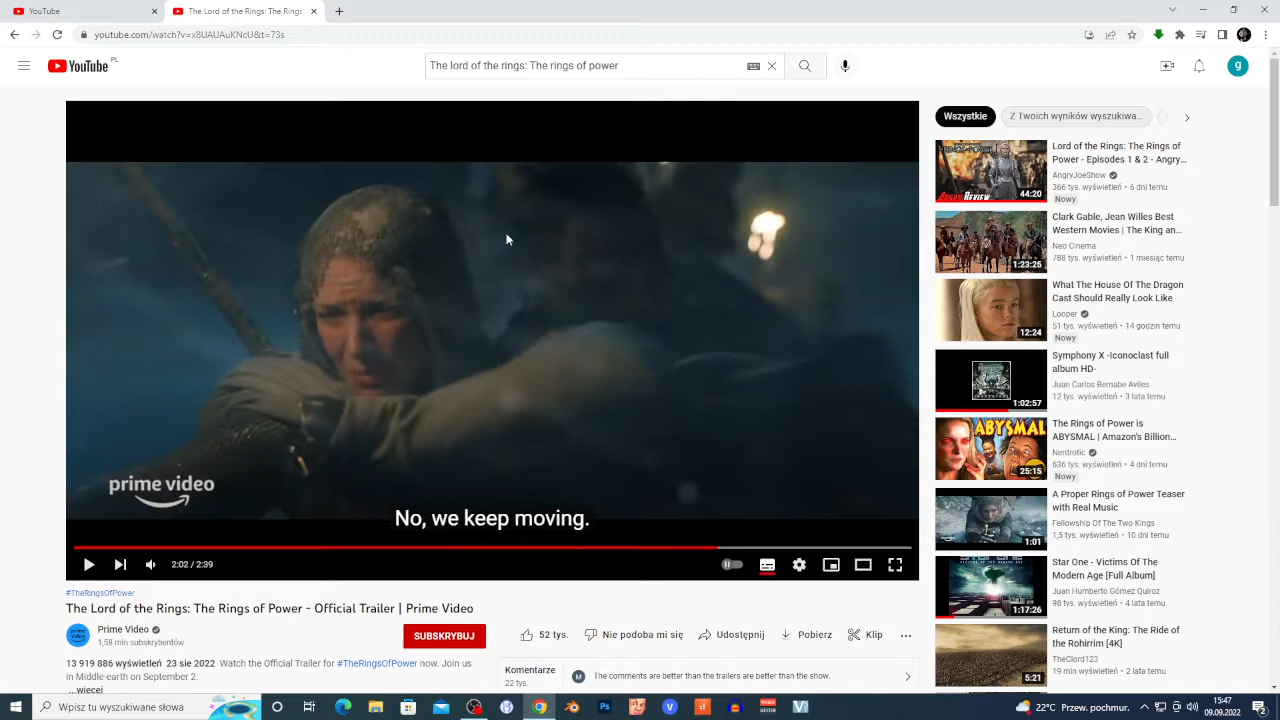 YouTube
The Lord of the Rings: The Rings
youtube.com/watch?v=x8UAUAuKNcU&t=73s
YouTube PL
The lord of the rings: The rings of power
g
Wszystkie
Z Twoich wyników wyszukiwa...
Lord of the Rings: The Rings of
Power - Episodes 1 & 2 - Angry...
AngryJoeShow
366 tys. wyświetleń • 6 dni temu
Nowy
44:20
Clark Gable, Jean Willes Best
Western Movies | The King an...
Neo Cinema
788 tys. wyświetleń • 1 miesiąc temu
1:23:25
What The House Of The Dragon
Cast Should Really Look Like
Looper
51 tys. wyświetleń • 14 godzin temu
Nowy
12:24
Symphony X -Iconoclast full
album HD-
Juan Carlos Bernabe Aviles
12 tys. wyświetleń • 3 lata temu
1:02:57
ABYSMAL
The Rings of Power is
ABYSMAL | Amazon's Billion...
Nerdrotic
636 tys. wyświetleń • 4 dni temu
Nowy
25:15
A Proper Rings of Power Teaser
with Real Music
Fellowship Of The Two Kings
1,5 tys. wyświetleń • 10 dni temu
1:01
Star One - Victims Of The
Modern Age [Full Album]
Juan Humberto Gómez Quiroz
98 tys. wyświetleń • 4 lata temu
1:17:26
Return of the King: The Ride of
the Rohirrim [4K]
TheClord123
19 mln wyświetleń • 2 lata temu
5:21
prime video
No, we keep moving.
2:02 / 2:39
#TheRingsOfPower
The Lord of the Rings: The Rings of Power - Official Trailer | Prime Video
prime video
Prime Video
1,58 mln subskrybentów
SUBSKRYBUJ
52 tys.
Nie podoba mi się
Udostępnij
Pobierz
Klip
13 919 886 wyświetleń 23 sie 2022 Watch the Official Trailer for #TheRingsOfPower now. Join us
in Middle-earth on September 2.
...więcej
Komentarze
22 tys.
M
The comments are better than the trailers are better than the show.
Wpisz tu wyszukiwane słowa
22°C
15:47
09.09.2022